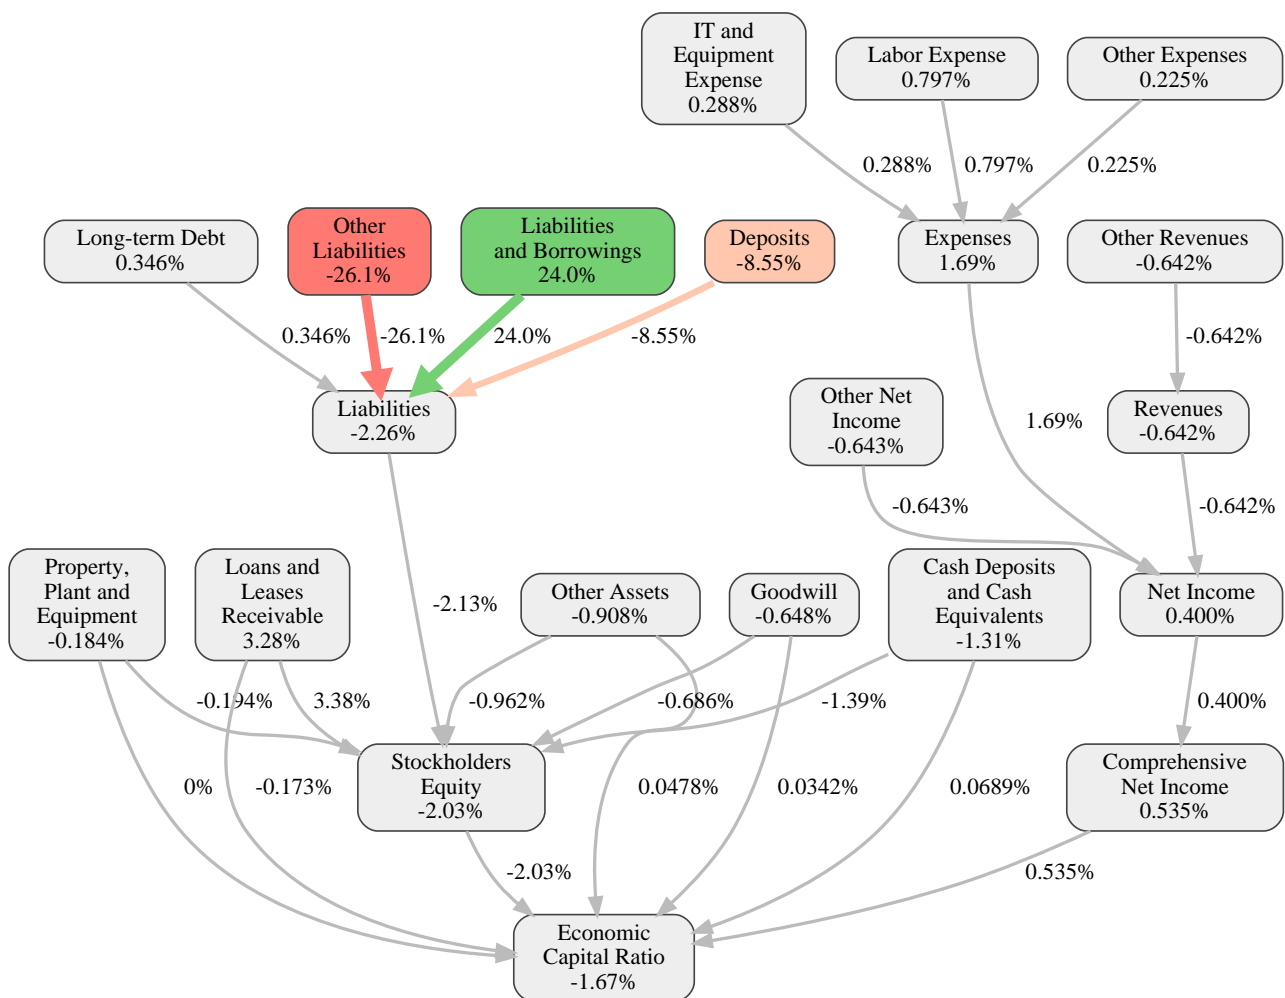 IT and
Equipment
Expense
0.288%
Labor Expense
0.797%
Other Expenses
0.225%
0.288%
0.797%
0.225%
Long-term Debt
0.346%
Other
Liabilities
-26.1%
Liabilities
and Borrowings
24.0%
Deposits
-8.55%
Expenses
1.69%
Other Revenues
-0.642%
0.346%
-26.1%
24.0%
-8.55%
-0.642%
Liabilities
-2.26%
Other Net
Income
-0.643%
1.69%
Revenues
-0.642%
-0.643%
-0.642%
Property,
Plant and
Equipment
-0.184%
Loans and
Leases
Receivable
3.28%
-2.13%
Other Assets
-0.908%
Goodwill
-0.648%
Cash Deposits
and Cash
Equivalents
-1.31%
Net Income
0.400%
-0.194%
3.38%
-0.962%
-0.686%
-1.39%
0.400%
Stockholders
Equity
-2.03%
0%
-0.173%
0.0478%
0.0342%
0.0689%
Comprehensive
Net Income
0.535%
-2.03%
0.535%
Economic
Capital Ratio
-1.67%